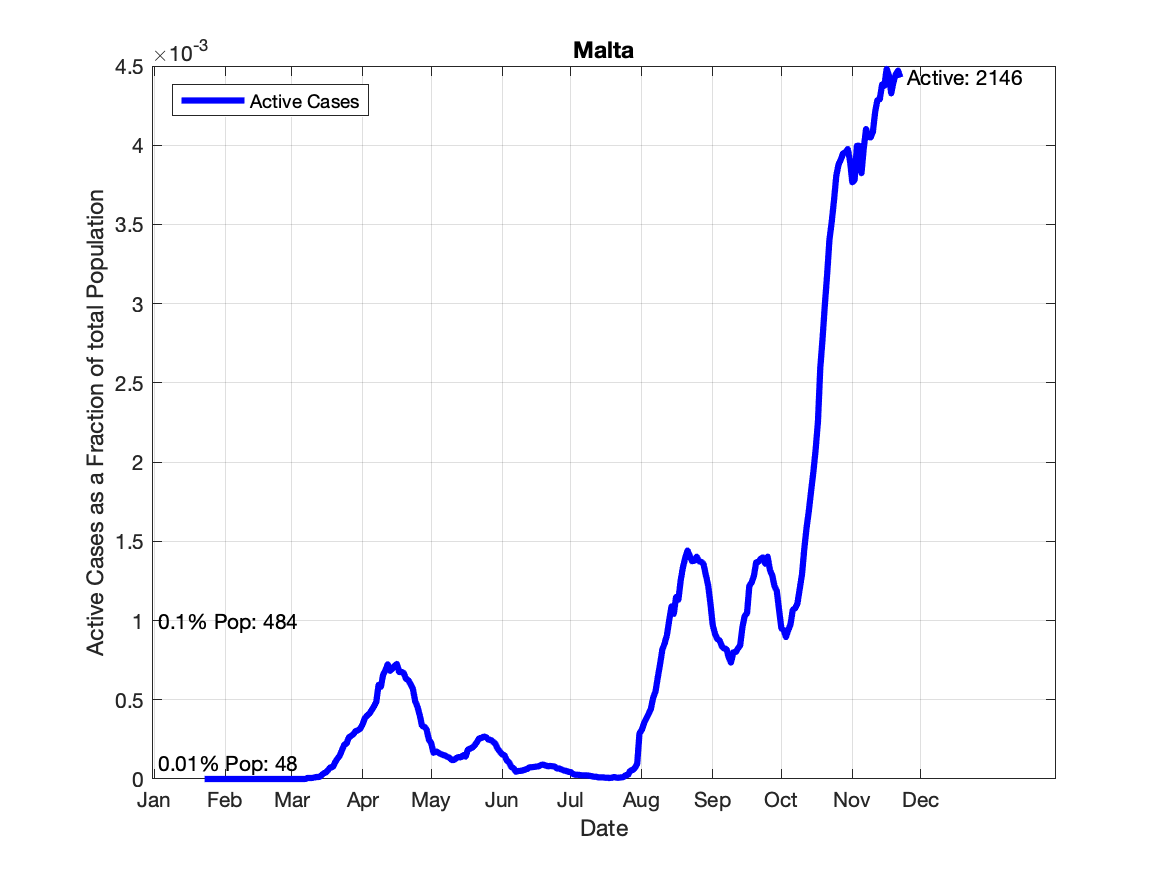 Malta
×10-3
4.5
4
3.5
3
2.5
2
1.5
1
0.5
0
Active Cases as a Fraction of total Population
Active Cases
Active: 2146
0.1% Pop: 484
0.01% Pop: 48
Jan Feb Mar Apr May Jun Jul Aug Sep Oct Nov Dec
Date